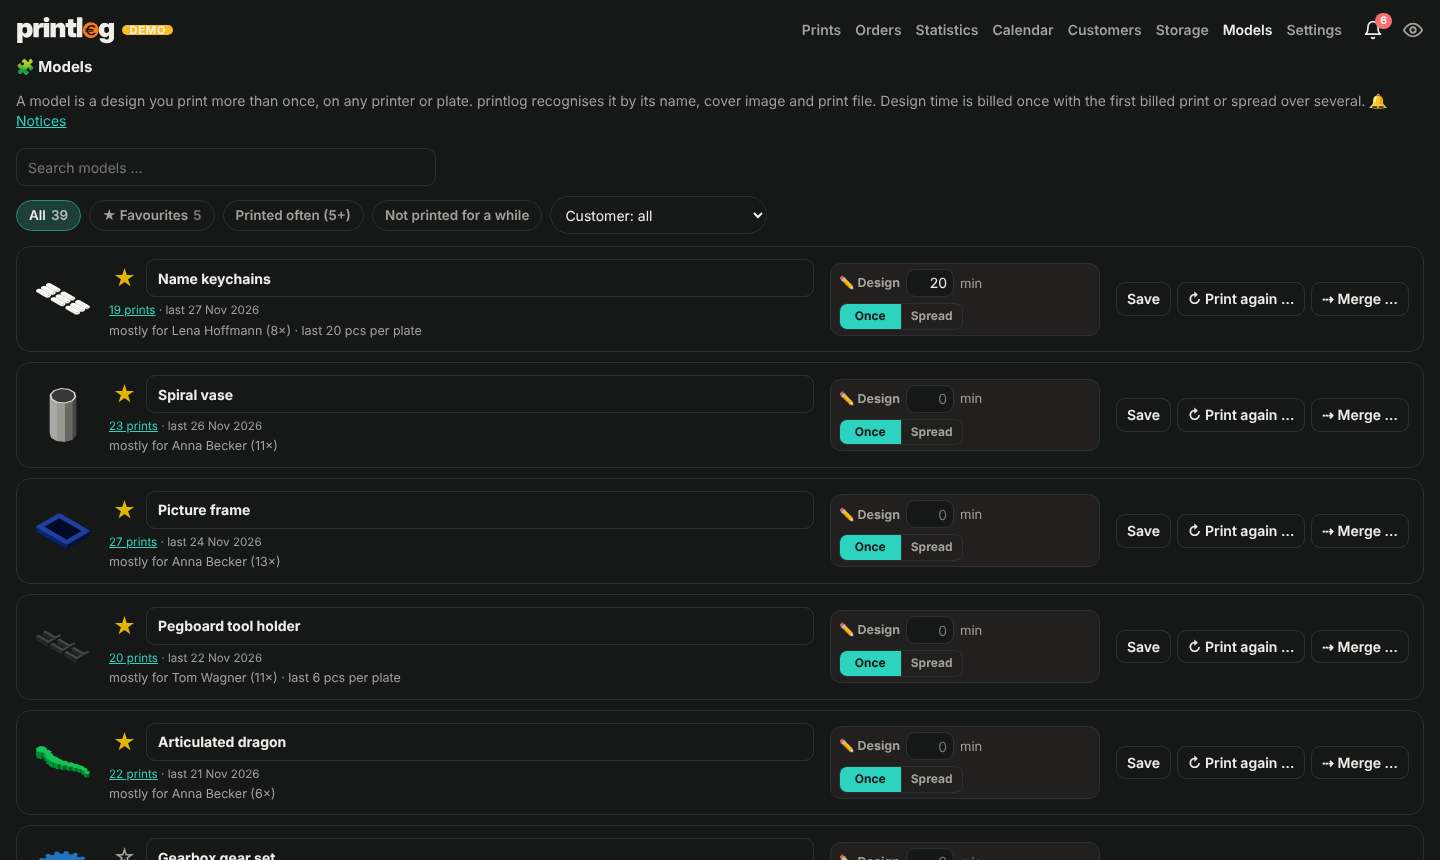 printlog DEMO
Prints Orders Statistics Calendar Customers Storage Models Settings 6
🧩 Models
A model is a design you print more than once, on any printer or plate. printlog recognises it by its name, cover image and print file. Design time is billed once with the first billed print or spread over several. 🔔
Notices
Search models ...
All 39 ★ Favourites 5 Printed often (5+) Not printed for a while Customer: all
★ Name keychains
19 prints · last 27 Nov 2026
mostly for Lena Hoffmann (8×) · last 20 pcs per plate
✏️ Design 20 min
Once Spread
Save ↻ Print again ... ⇢ Merge ...
★ Spiral vase
23 prints · last 26 Nov 2026
mostly for Anna Becker (11×)
✏️ Design 0 min
Once Spread
Save ↻ Print again ... ⇢ Merge ...
★ Picture frame
27 prints · last 24 Nov 2026
mostly for Anna Becker (13×)
✏️ Design 0 min
Once Spread
Save ↻ Print again ... ⇢ Merge ...
★ Pegboard tool holder
20 prints · last 22 Nov 2026
mostly for Tom Wagner (11×) · last 6 pcs per plate
✏️ Design 0 min
Once Spread
Save ↻ Print again ... ⇢ Merge ...
★ Articulated dragon
22 prints · last 21 Nov 2026
mostly for Anna Becker (6×)
✏️ Design 0 min
Once Spread
Save ↻ Print again ... ⇢ Merge ...
☆ Gearbox gear set